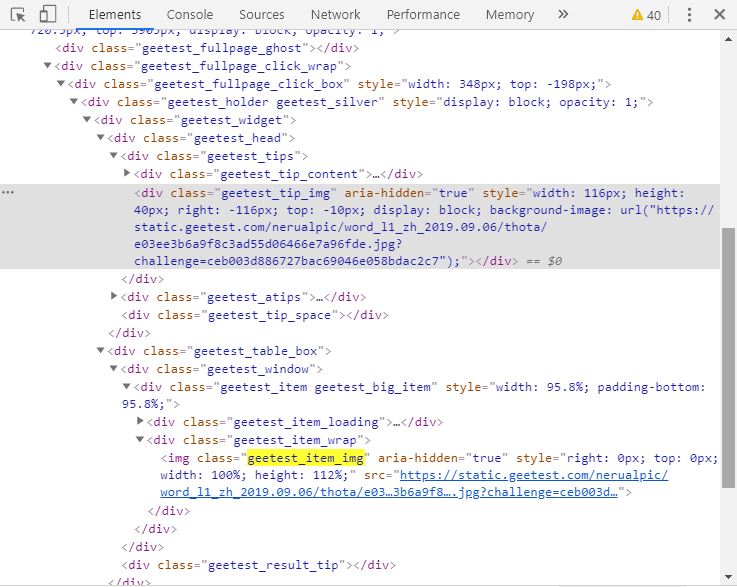 Elements Console Sources Network Performance Memory » 40
720.5px; top: 5905px; display: block; opacity: 1;">
<div class="geetest_fullpage_ghost"></div>
<div class="geetest_fullpage_click_wrap">
<div class="geetest_fullpage_click_box" style="width: 348px; top: -198px;">
<div class="geetest_holder geetest_silver" style="display: block; opacity: 1;">
<div class="geetest_widget">
<div class="geetest_head">
<div class="geetest_tips">
<div class="geetest_tip_content">…</div>
<div class="geetest_tip_img" aria-hidden="true" style="width: 116px; height:
40px; right: -116px; top: -10px; display: block; background-image: url("https://
static.geetest.com/nerualpic/word_l1_zh_2019.09.06/thota/
e03ee3b6a9f8c3ad55d06466e7a96fde.jpg?
challenge=ceb003d886727bac69046e058bdac2c7");"></div> == $0
</div>
<div class="geetest_atips">…</div>
<div class="geetest_tip_space"></div>
</div>
<div class="geetest_table_box">
<div class="geetest_window">
<div class="geetest_item geetest_big_item" style="width: 95.8%; padding-bottom:
95.8%;">
<div class="geetest_item_loading">…</div>
<div class="geetest_item_wrap">
<img class="geetest_item_img" aria-hidden="true" style="right: 0px; top: 0px;
width: 100%; height: 112%;" src="https://static.geetest.com/nerualpic/
word_l1_zh_2019.09.06/thota/e03…3b6a9f8….jpg?challenge=ceb003d…">
</div>
</div>
</div>
<div class="geetest_result_tip"></div>
</div>